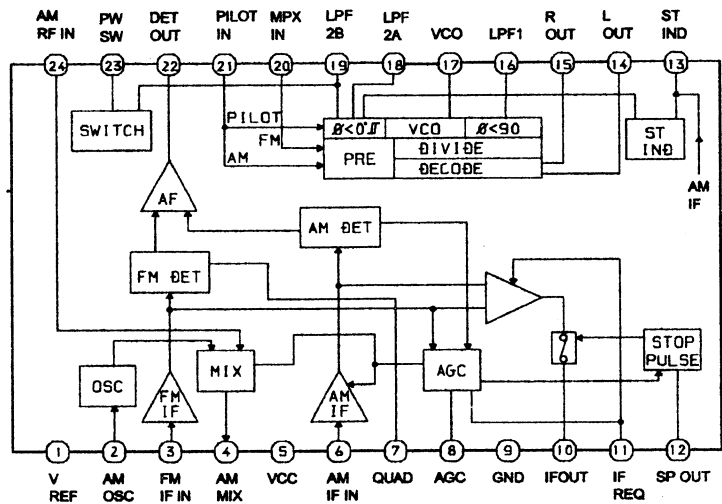 AM RF IN
PW SW
DET OUT
PILOT IN
MPX IN
LPF 2B
LPF 2A
VCO
LPF1
R OUT
L OUT
ST IND
24
23
22
21
20
19
18
17
16
15
14
13
SWITCH
PILOT
FM
AM
Ø<0°
VCO
Ø<90
PRE
DIVIDE
DECODE
ST IND
AM IF
AF
AM DET
FM DET
OSC
FM IF
MIX
AM IF
AGC
STOP PULSE
1
2
3
4
5
6
7
8
9
10
11
12
V REF
AM OSC
FM IF IN
AM MIX
VCC
AM IF IN
QUAD
AGC
GND
IFOUT
IF REQ
SP OUT